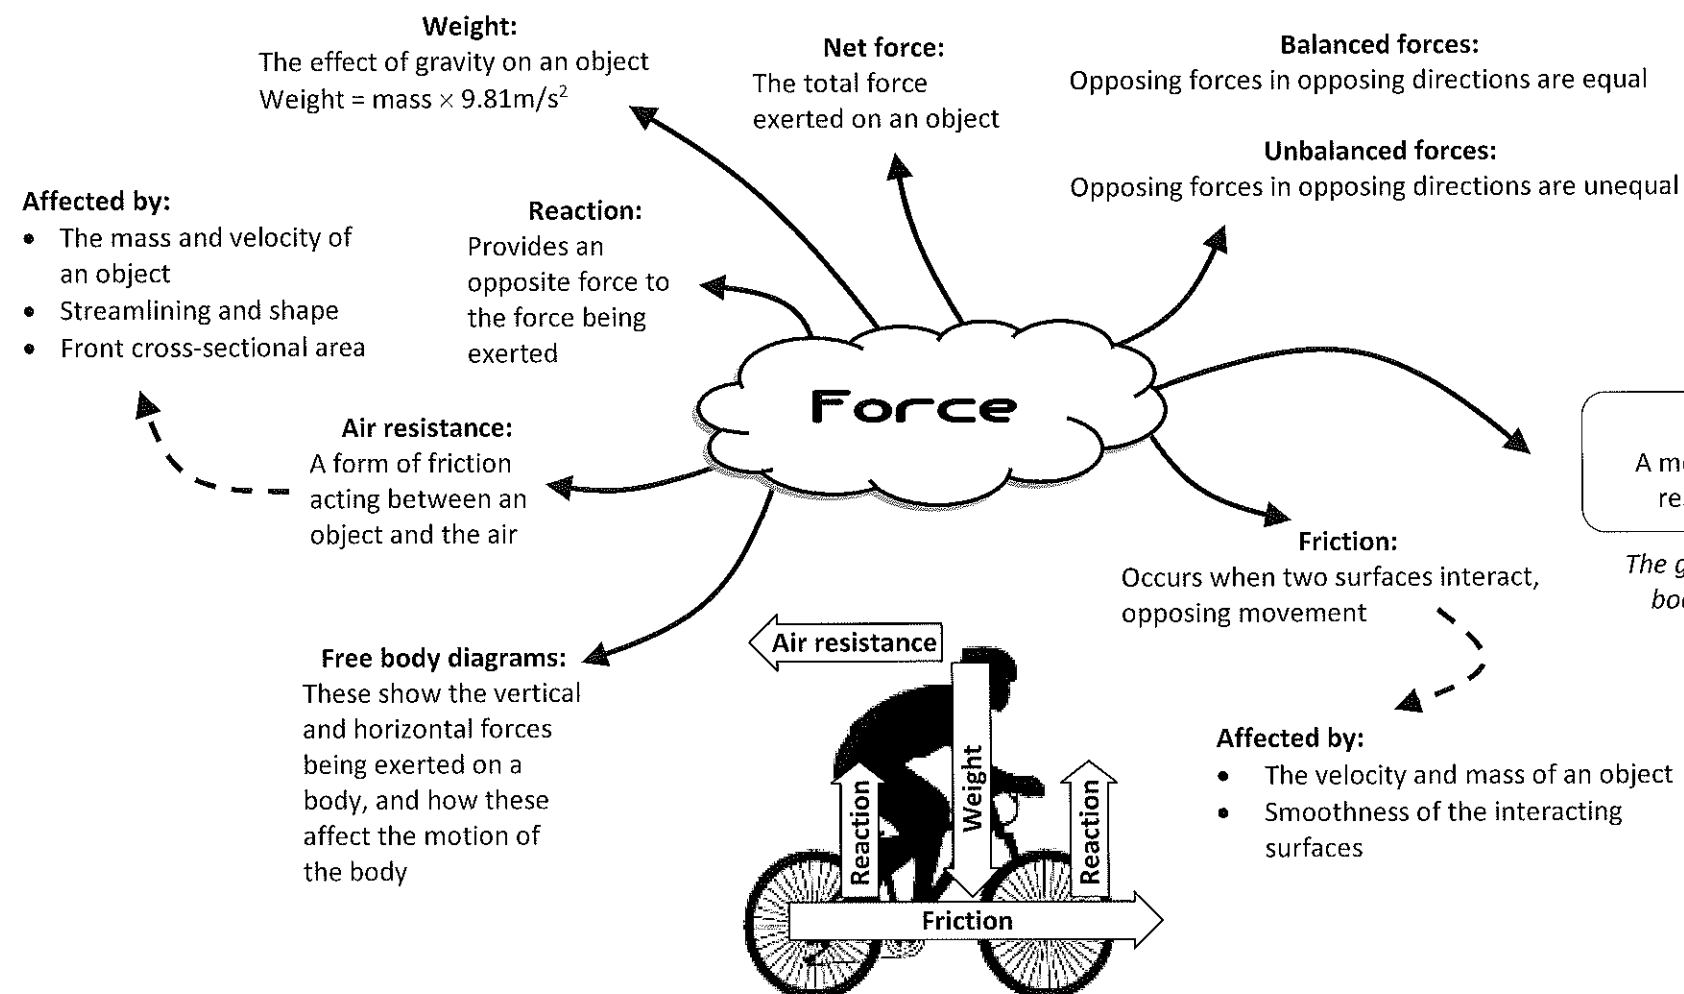 Weight:
The effect of gravity on an object
Weight = mass × 9.81m/s²
Net force:
The total force
exerted on an object
Balanced forces:
Opposing forces in opposing directions are equal
Unbalanced forces:
Opposing forces in opposing directions are unequal
Affected by:
• The mass and velocity of
an object
• Streamlining and shape
• Front cross-sectional area
Reaction:
Provides an
opposite force to
the force being
exerted
Force
Air resistance:
A form of friction
acting between an
object and the air
A
The
Friction:
Occurs when two surfaces interact,
opposing movement
Free body diagrams:
These show the vertical
and horizontal forces
being exerted on a
body, and how these
affect the motion of
the body
Air resistance
Weight
Reaction
Reaction
Friction
Affected by:
• The velocity and mass of an object
• Smoothness of the interacting
surfaces